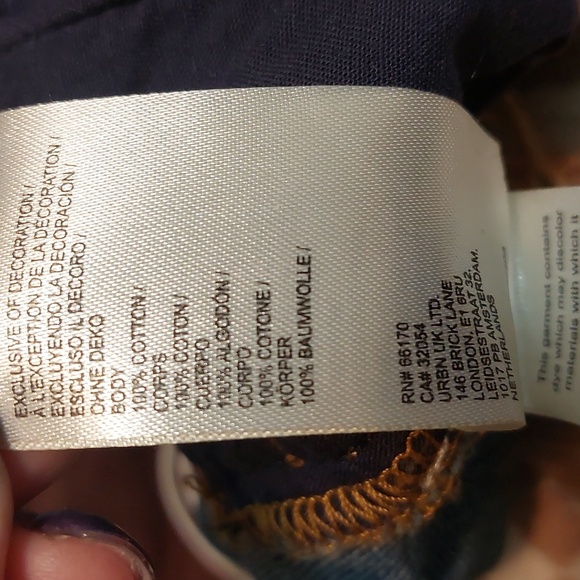 EXCLUSIVE OF DECORATION /
À L'EXCEPTION DE LA DÉCORATION /
EXCLUYENDO LA DECORACIÓN /
ESCLUSO IL DECORO /
OHNE DEKO
BODY
100% COTTON /
CORPS
100% COTON /
CUERPO
100% ALGODÓN /
CORPO
100% COTONE /
KÖRPER
100% BAUMWOLLE /
RN# 66170
CA# 32054
URBN UK LTD.
146 BRICK LANE
LONDON, E1 6RU
LEIDSESTRAAT 32,
1017 PB AMSTERDAM.
NETHERLANDS
This garment contains
dye which may discolor
materials with which it